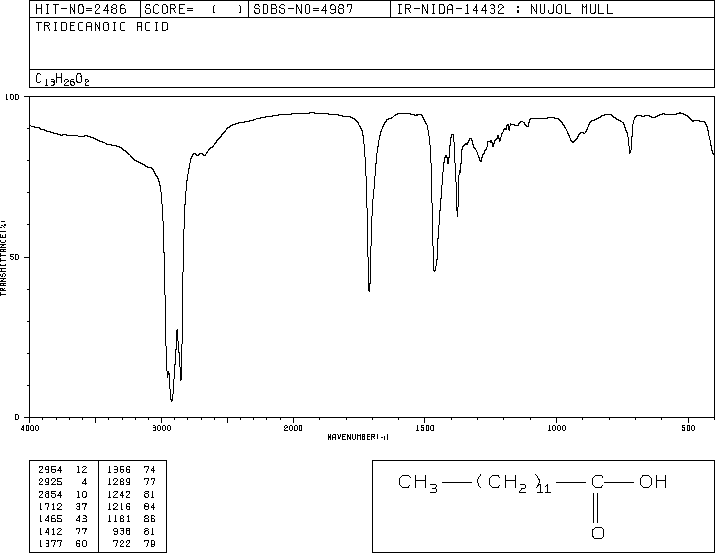 HIT-NO=2486 SCORE= ( ) SDBS-NO=4987 IR-NIDA-14432 : NUJOL MULL
TRIDECANOIC ACID
C13H26O2
100
50
0
TRANSMITTANCE(%)
4000 3000 2000 1500 1000 500
WAVENUMBER(-1)
2954 12 1366 74
2925 4 1289 77
2854 10 1242 81
1712 37 1216 84
1465 43 1181 86
1412 77 938 81
1377 60 722 79
CH3—(CH2)11—C—OH
O